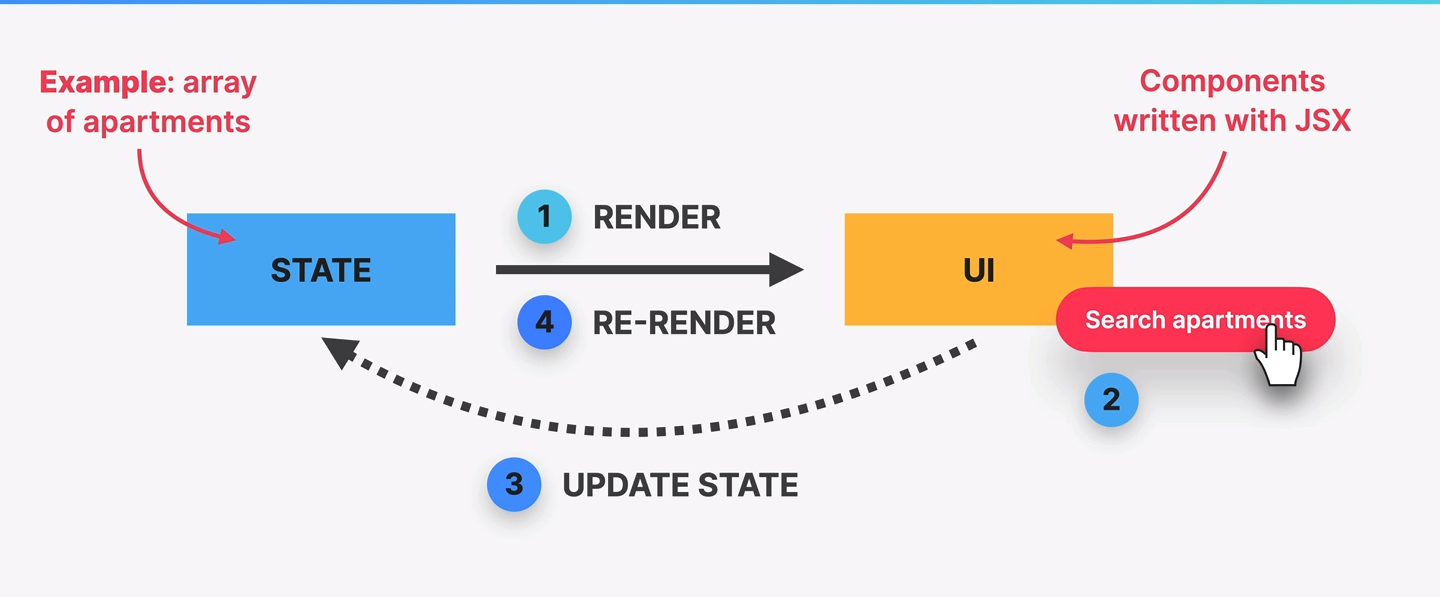 Example: array
of apartments
Components
written with JSX
1 RENDER
STATE
UI
4 RE-RENDER
Search apartments
2
3 UPDATE STATE